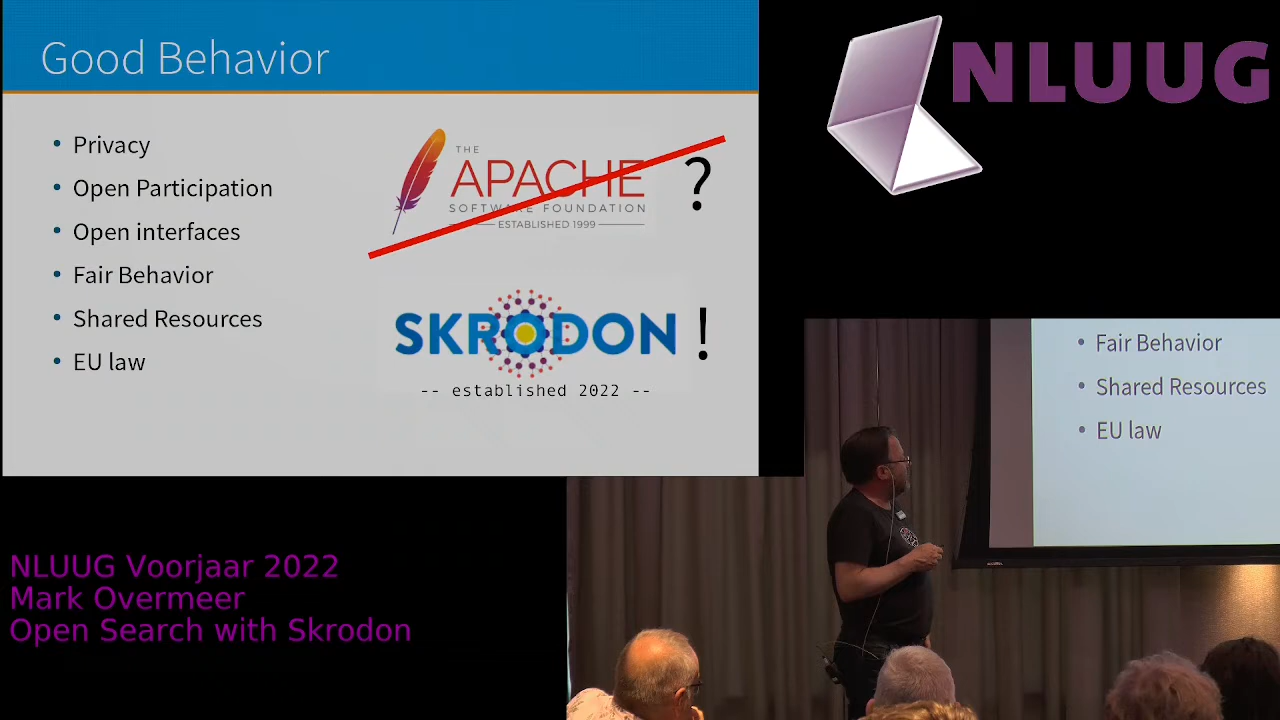 Good Behavior
Privacy
Open Participation
Open interfaces
Fair Behavior
Shared Resources
EU law
THE
APACHE
SOFTWARE FOUNDATION
ESTABLISHED 1999
?
SKRODON
!
-- established 2022 --
NLUUG
Fair Behavior
Shared Resources
EU law
NLUUG Voorjaar 2022
Mark Overmeer
Open Search with Skrodon